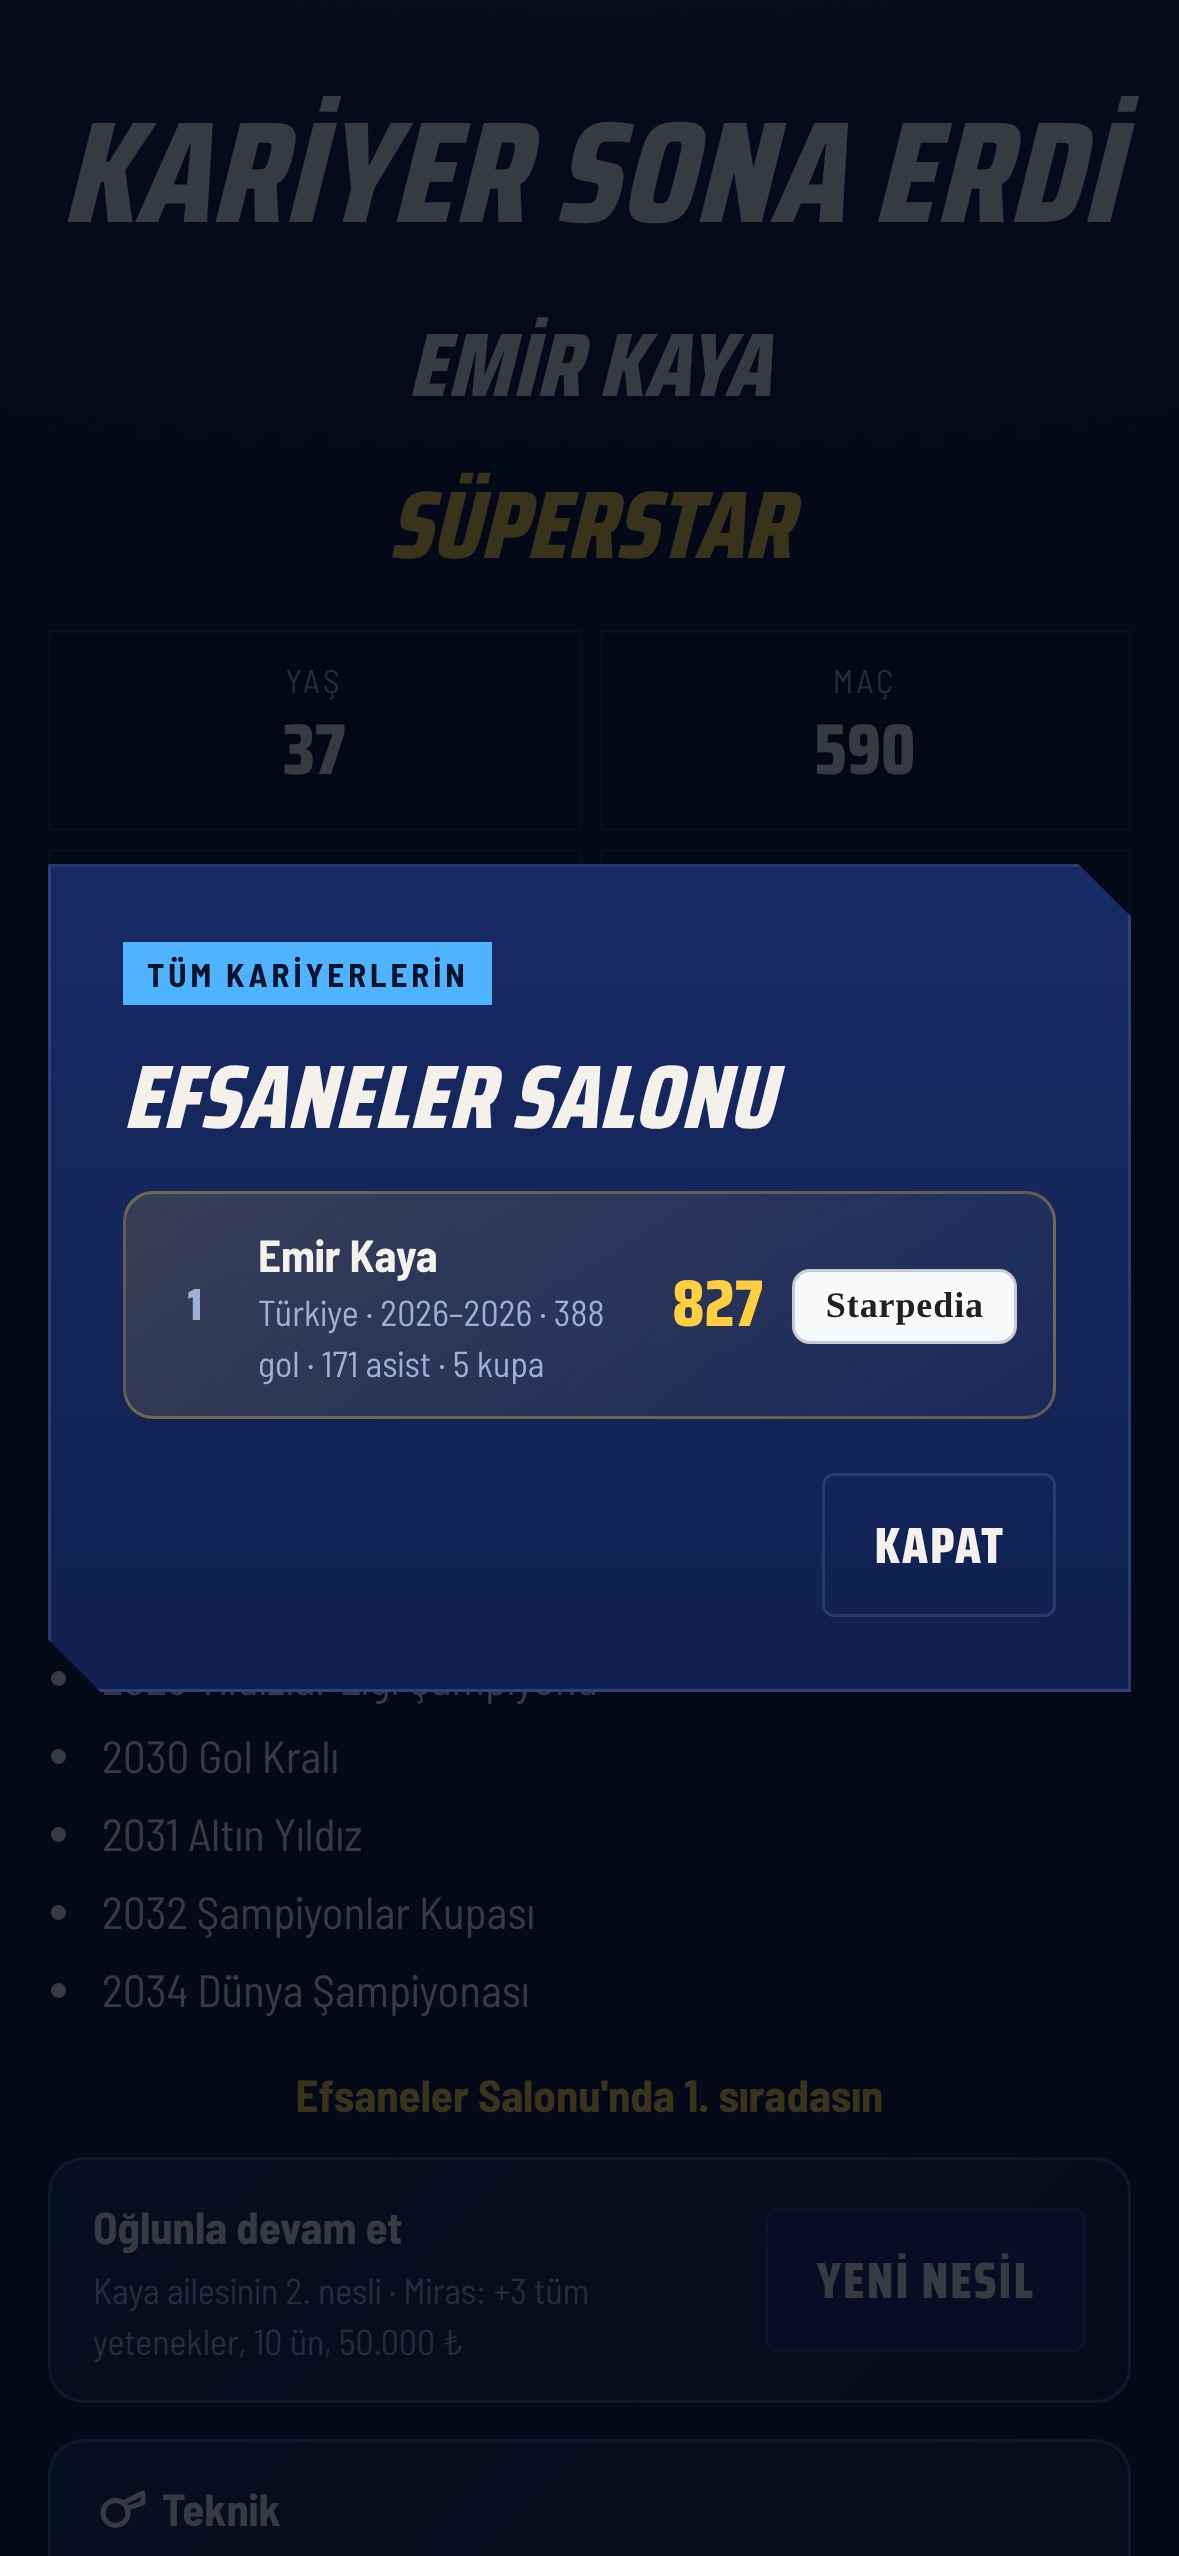 KARİYER SONA ERDİ
EMİR KAYA
SÜPERSTAR
YAŞ
37
MAÇ
590
TÜM KARİYERLERİN
EFSANELER SALONU
1
Emir Kaya
Türkiye · 2026–2026 · 388
gol · 171 asist · 5 kupa
827
Starpedia
KAPAT
2030 Gol Kralı
2031 Altın Yıldız
2032 Şampiyonlar Kupası
2034 Dünya Şampiyonası
Efsaneler Salonu'nda 1. sıradasın
Oğlunla devam et
Kaya ailesinin 2. nesli · Miras: +3 tüm
yetenekler, 10 ün, 50.000 ₺
YENİ NESİL
Teknik